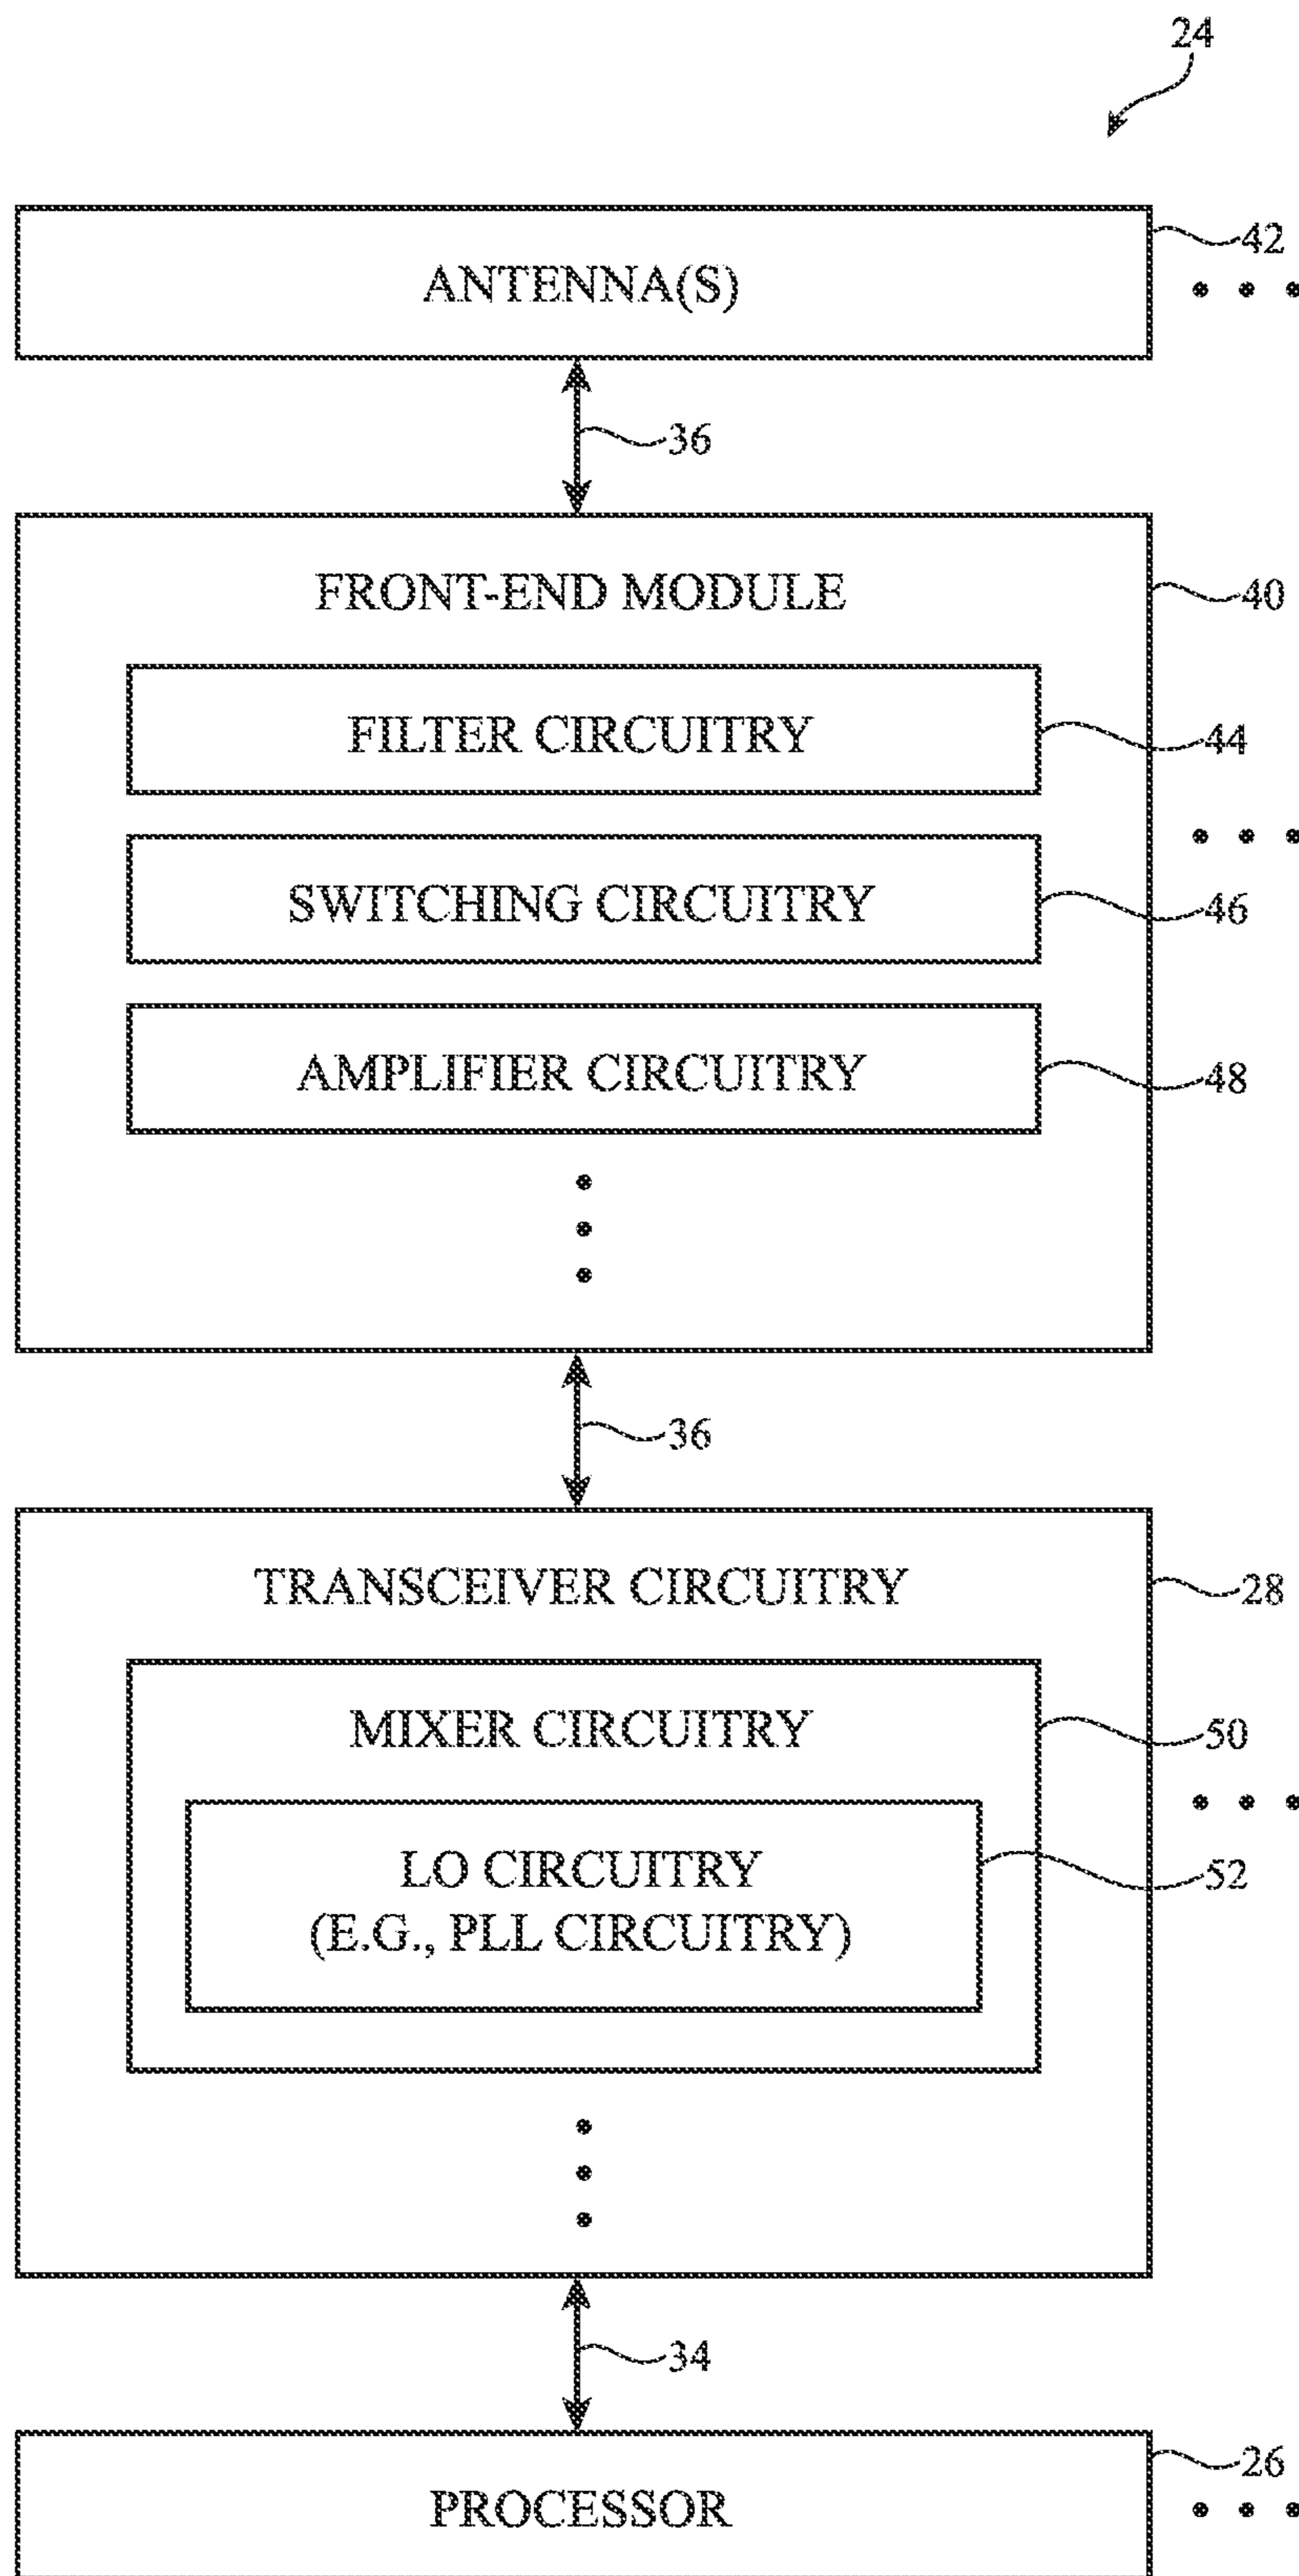 24
ANTENNA(S)
42
36
FRONT-END MODULE
40
FILTER CIRCUITRY
44
SWITCHING CIRCUITRY
46
AMPLIFIER CIRCUITRY
48
36
TRANSCEIVER CIRCUITRY
28
MIXER CIRCUITRY
50
LO CIRCUITRY
(E.G., PLL CIRCUITRY)
52
34
PROCESSOR
26